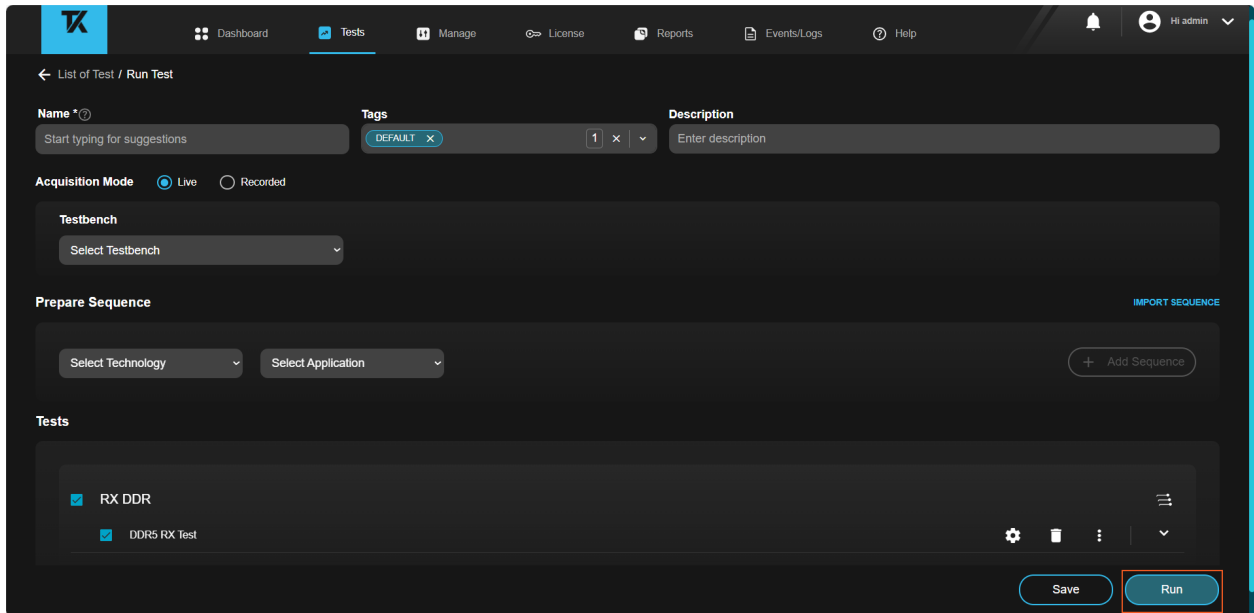 TK
Dashboard Tests Manage License Reports Events/Logs Help Hi admin
List of Test / Run Test
Name * Tags Description
Start typing for suggestions DEFAULT 1 Enter description
Acquisition Mode Live Recorded
Testbench
Select Testbench
Prepare Sequence IMPORT SEQUENCE
Select Technology Select Application + Add Sequence
Tests
RX DDR
DDR5 RX Test
Save Run